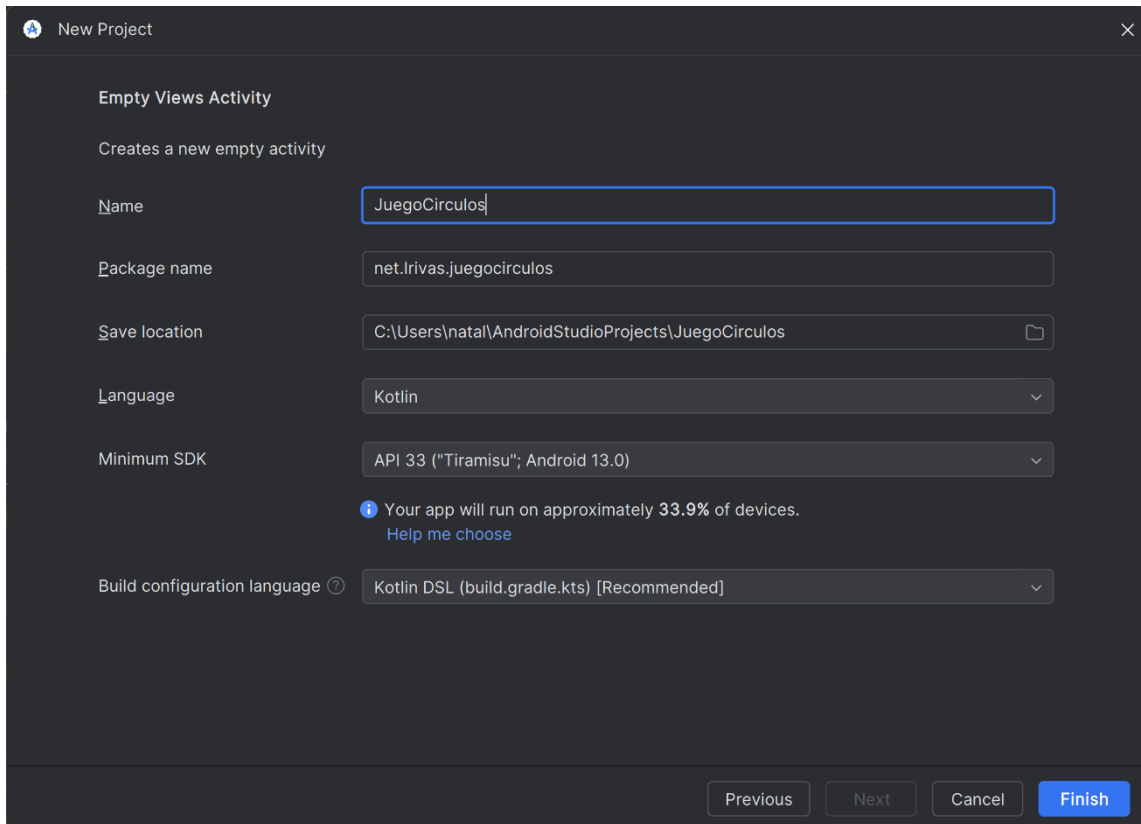 New Project
Empty Views Activity
Creates a new empty activity
Name JuegoCirculos
Package name net.lrivas.juegocirculos
Save location C:\Users\natal\AndroidStudioProjects\JuegoCirculos
Language Kotlin
Minimum SDK API 33 ("Tiramisu"; Android 13.0)
Your app will run on approximately 33.9% of devices.
Help me choose
Build configuration language ? Kotlin DSL (build.gradle.kts) [Recommended]
Previous Next Cancel Finish